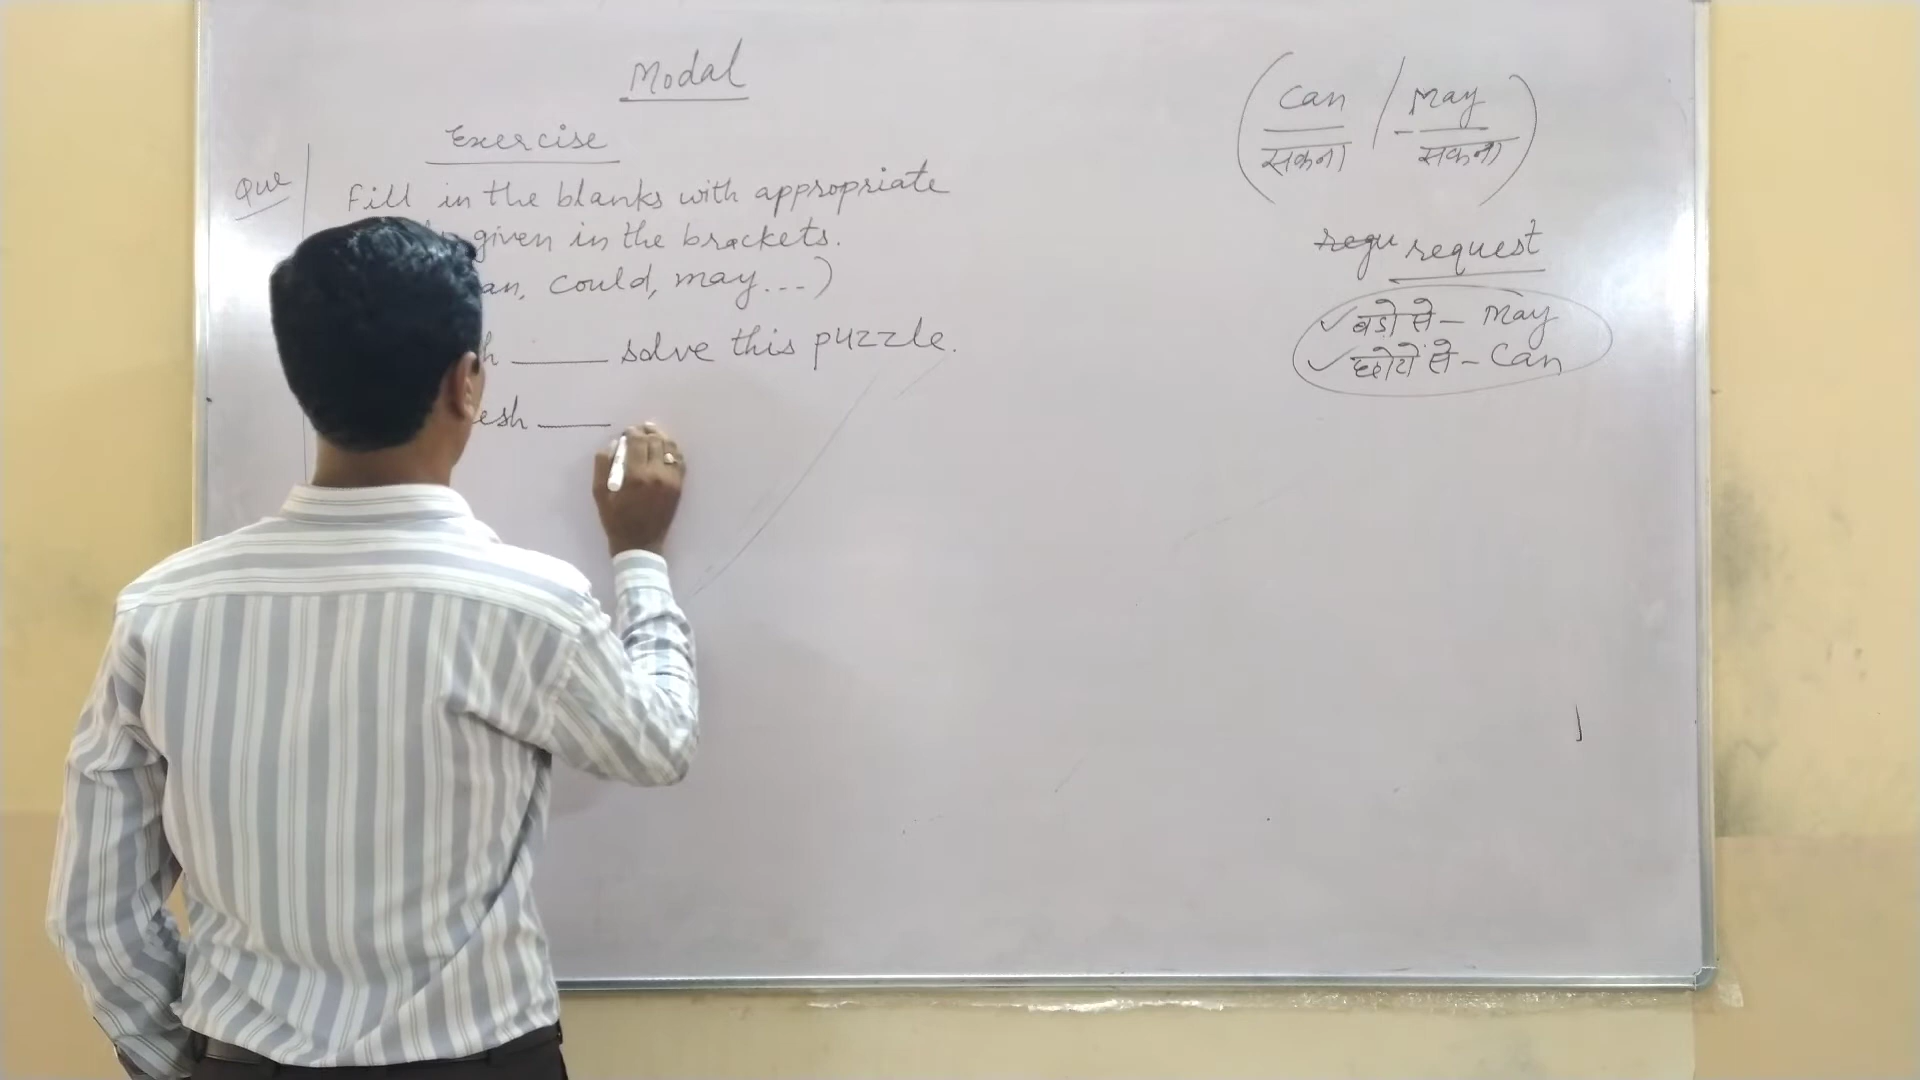 Modal
Exercise
Que
Fill in the blanks with appropriate
given in the brackets.
an, could, may...)
h ____ solve this puzzle.
esh ____
(Can / May)
सकना - सकना
regu request
✓ बड़ो से - May
✓ छोटों से - Can